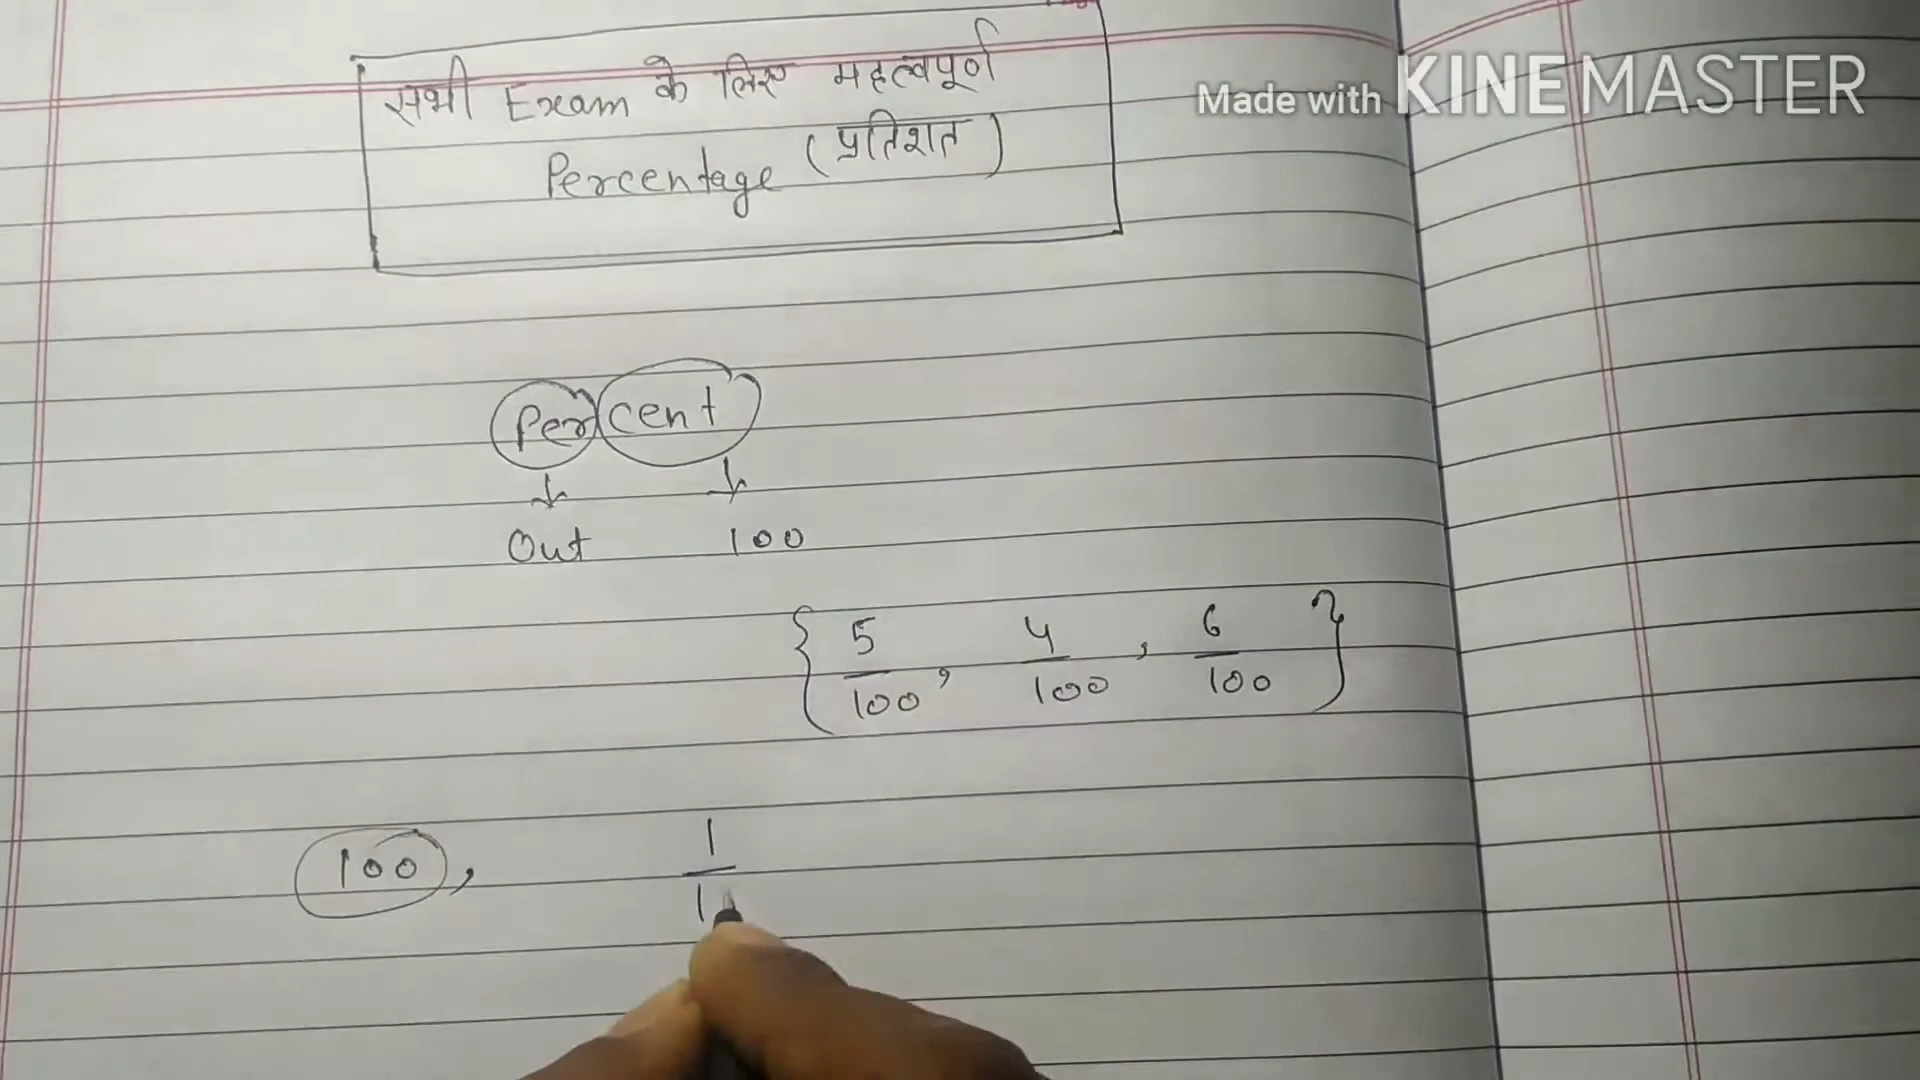 सभी Exam के लिए महत्वपूर्ण
Made with KINEMASTER
Percentage (प्रतिशत)
Per cent
Out 100
{ 5/100, 4/100, 6/100 }
100, 1/1